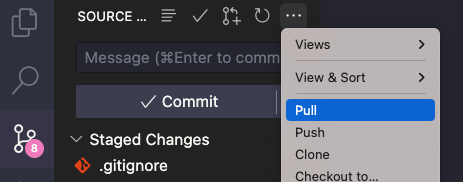 SOURCE ...
Message (⌘Enter to comm
Commit
Staged Changes
.gitignore
8
Views
View & Sort
Pull
Push
Clone
Checkout to...